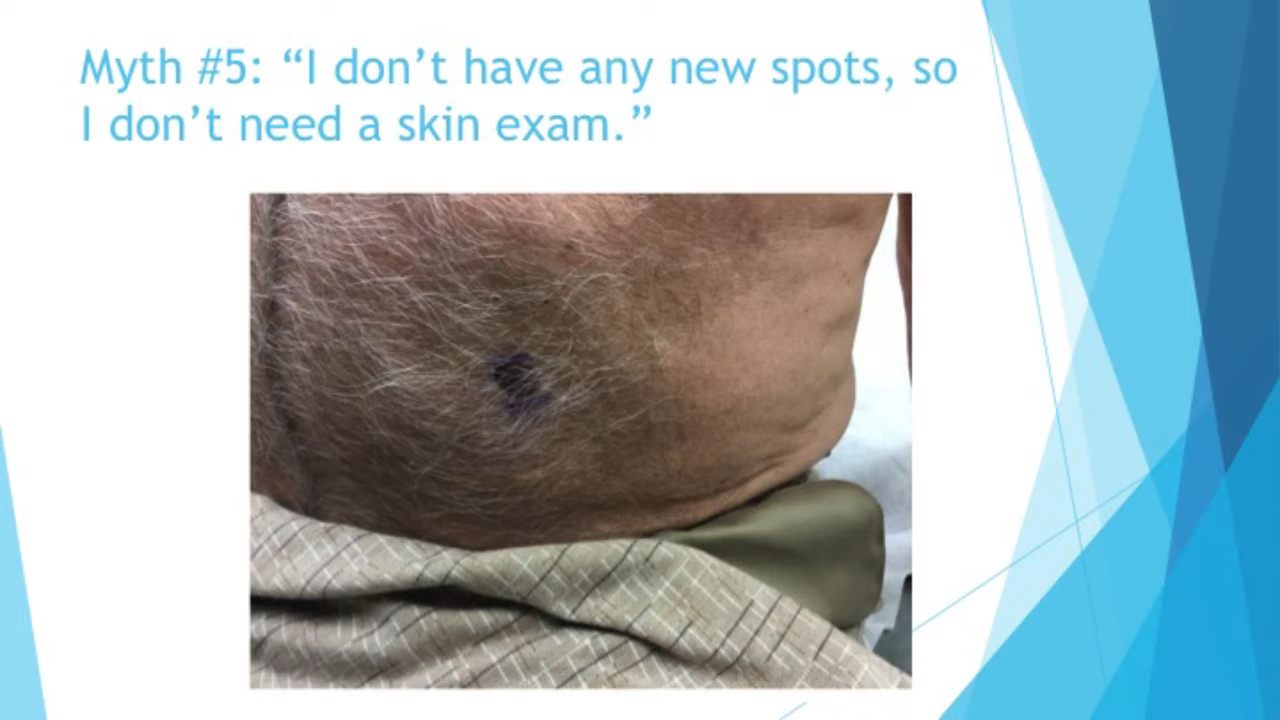 Myth #5: “I don’t have any new spots, so
I don’t need a skin exam.”